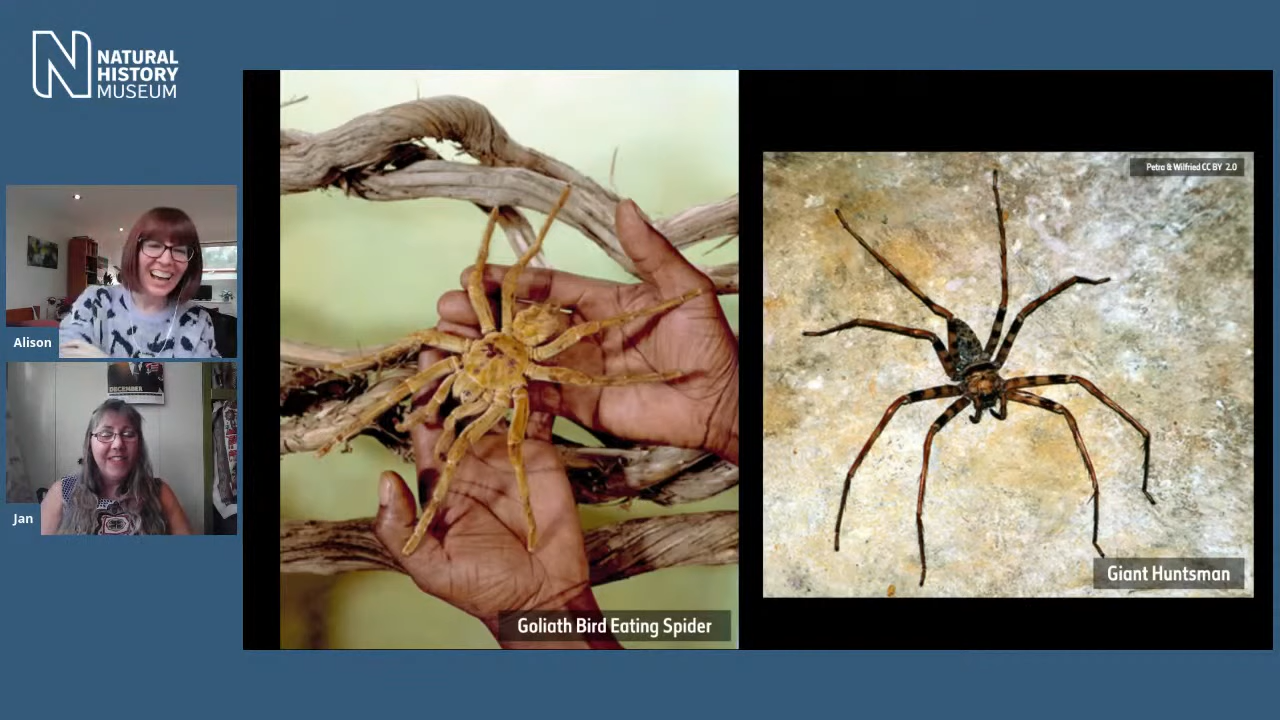 NATURAL
HISTORY
MUSEUM
Alison
DECEMBER
Jan
Goliath Bird Eating Spider
Petra & Wilfried CC BY 2.0
Giant Huntsman